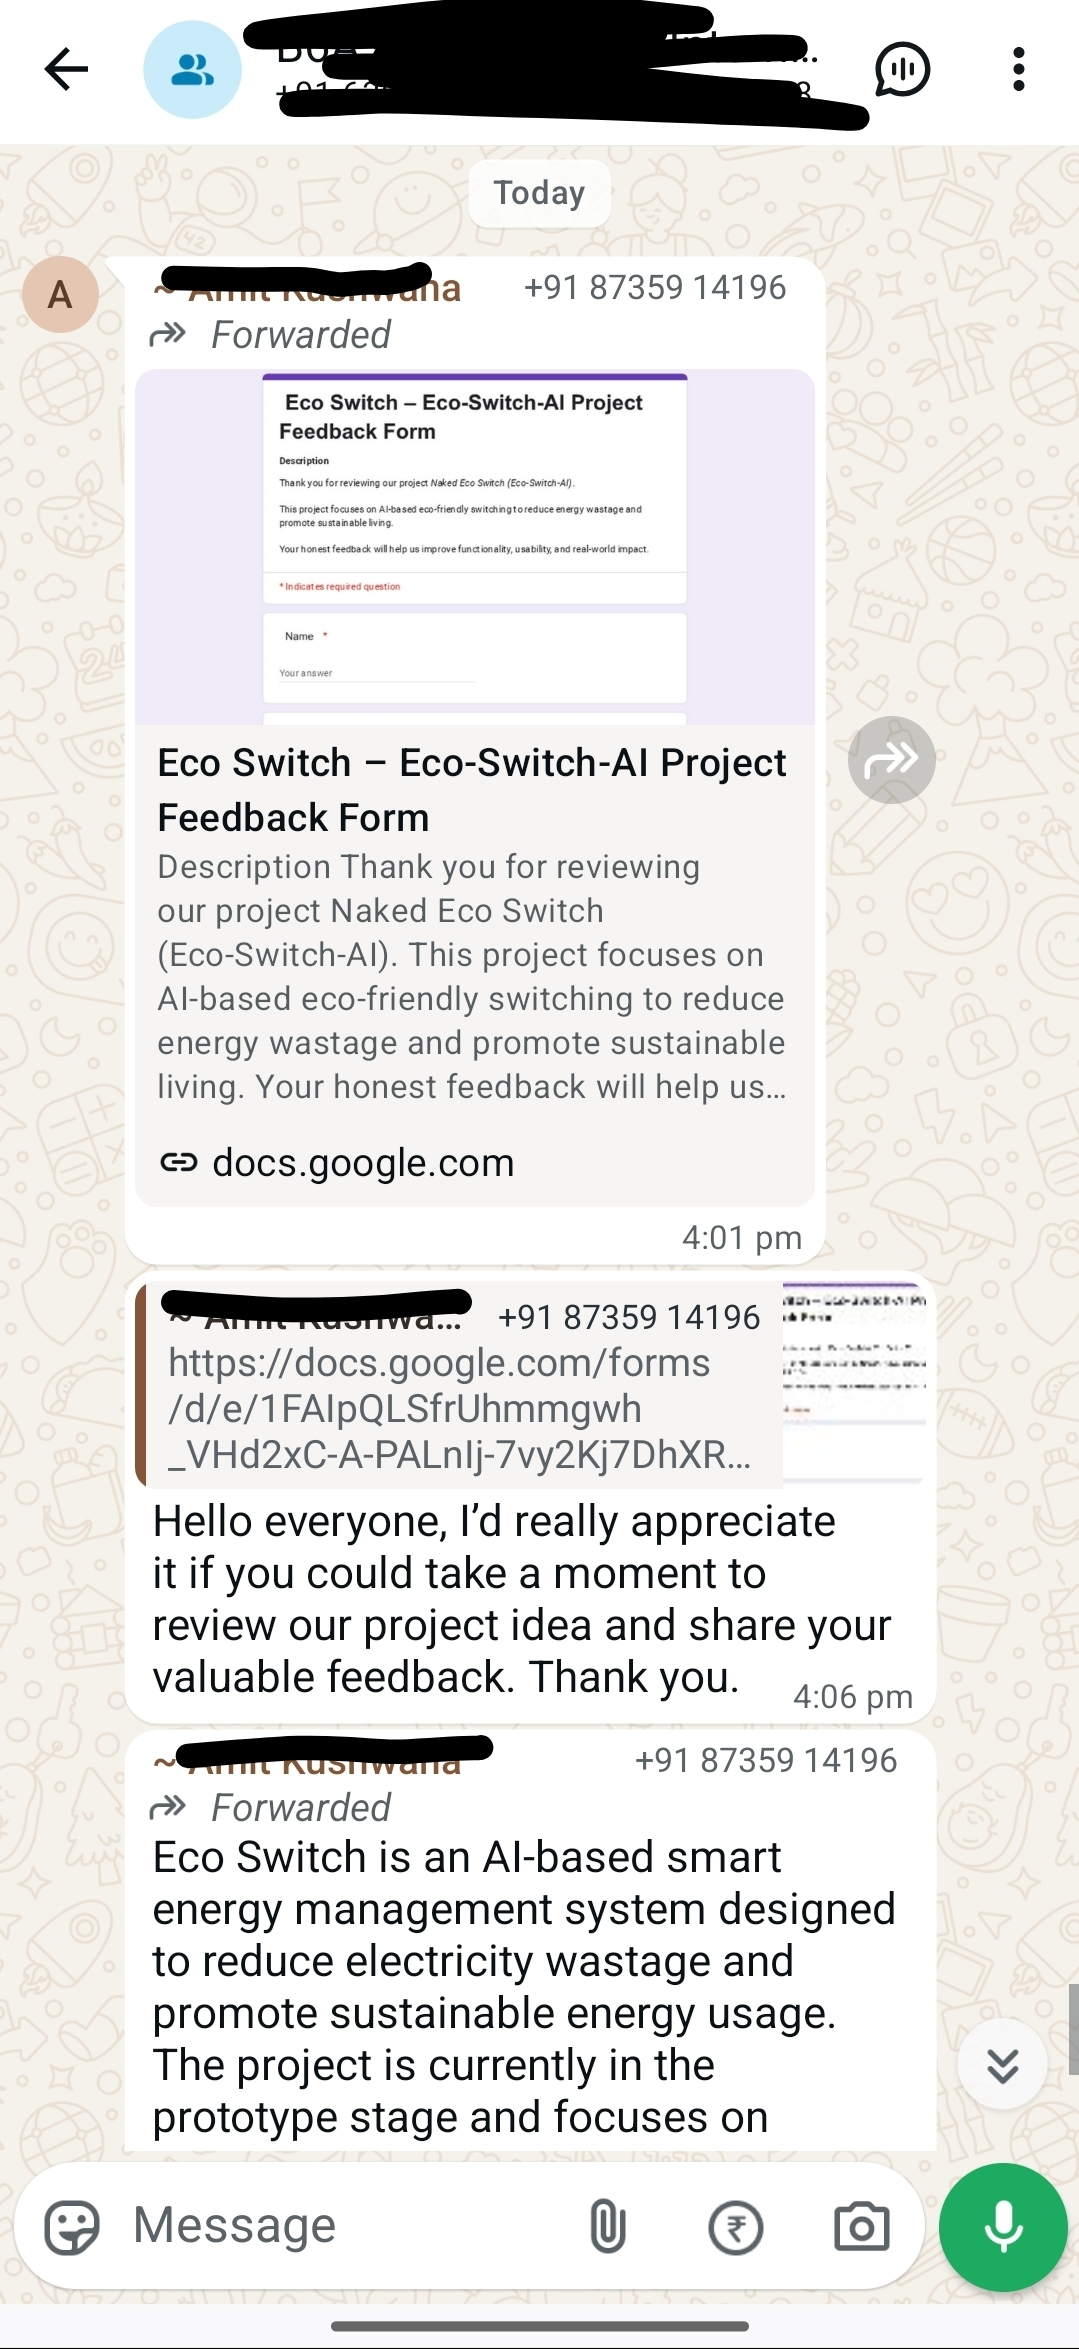 Today
+91 87359 14196
Forwarded
Eco Switch – Eco-Switch-AI Project
Feedback Form
Description
Thank you for reviewing our project Naked Eco Switch (Eco-Switch-AI).
This project focuses on AI-based eco-friendly switching to reduce energy wastage and
promote sustainable living.
Your honest feedback will help us improve functionality, usability, and real-world impact.
* Indicates required question
Name *
Your answer
Eco Switch – Eco-Switch-AI Project
Feedback Form
Description Thank you for reviewing
our project Naked Eco Switch
(Eco-Switch-AI). This project focuses on
AI-based eco-friendly switching to reduce
energy wastage and promote sustainable
living. Your honest feedback will help us...
docs.google.com
4:01 pm
+91 87359 14196
https://docs.google.com/forms
/d/e/1FAIpQLSfrUhmmgwh
_VHd2xC-A-PALnIj-7vy2Kj7DhXR...
Hello everyone, I’d really appreciate
it if you could take a moment to
review our project idea and share your
valuable feedback. Thank you.
4:06 pm
+91 87359 14196
Forwarded
Eco Switch is an AI-based smart
energy management system designed
to reduce electricity wastage and
promote sustainable energy usage.
The project is currently in the
prototype stage and focuses on
Message